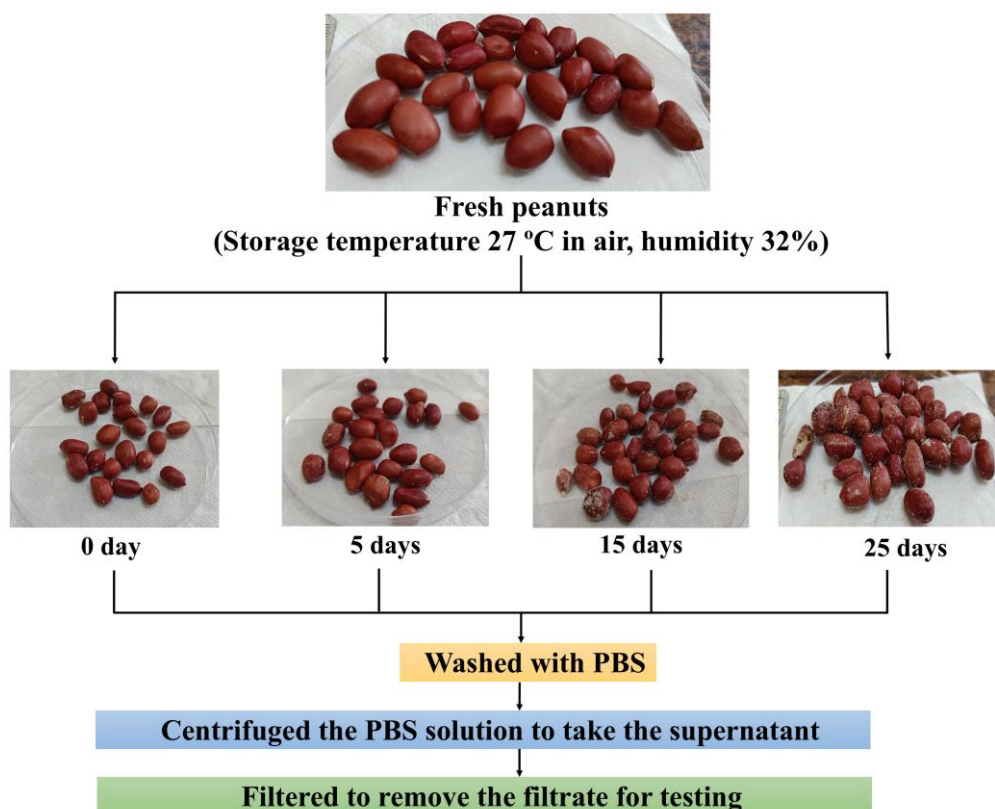 Fresh peanuts
(Storage temperature 27 ºC in air, humidity 32%)
0 day
5 days
15 days
25 days
Washed with PBS
Centrifuged the PBS solution to take the supernatant
Filtered to remove the filtrate for testing